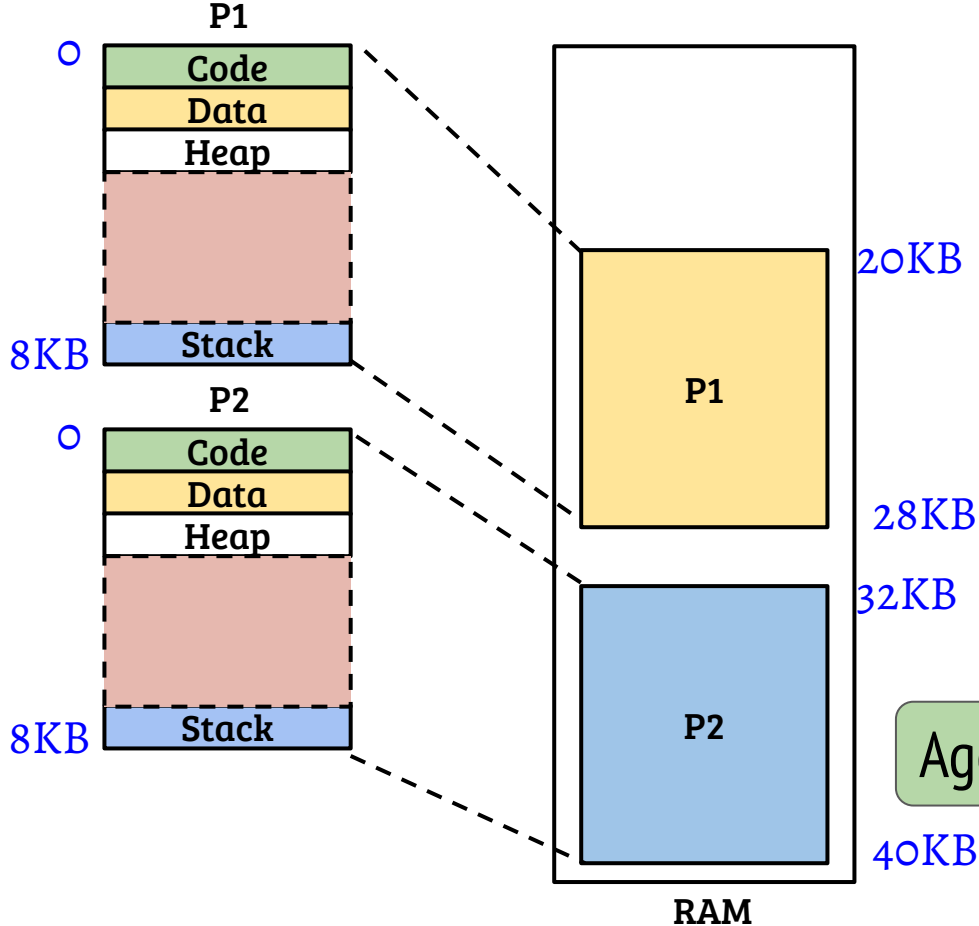 P1
0
Code
Data
Heap
Stack
8KB
P2
0
Code
Data
Heap
Stack
8KB
20KB
P1
28KB
32KB
P2
40KB
RAM